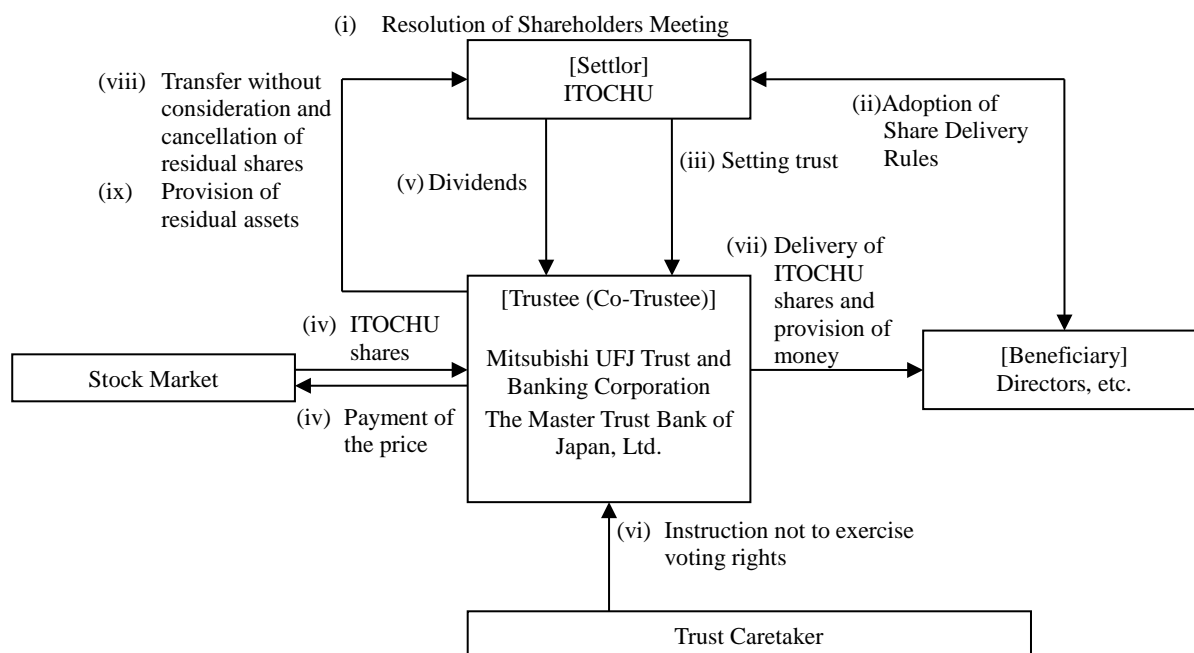 (i) Resolution of Shareholders Meeting
[Settlor]
ITOCHU
(viii) Transfer without
consideration and
cancellation of
residual shares
(ix) Provision of
residual assets
(ii)Adoption of
Share Delivery
Rules
(iii) Setting trust
(v) Dividends
(vii) Delivery of
ITOCHU
shares and
provision of
money
[Trustee (Co-Trustee)]
Mitsubishi UFJ Trust and
Banking Corporation
The Master Trust Bank of
Japan, Ltd.
(iv) ITOCHU
shares
Stock Market
(iv) Payment of
the price
[Beneficiary]
Directors, etc.
(vi) Instruction not to exercise
voting rights
Trust Caretaker